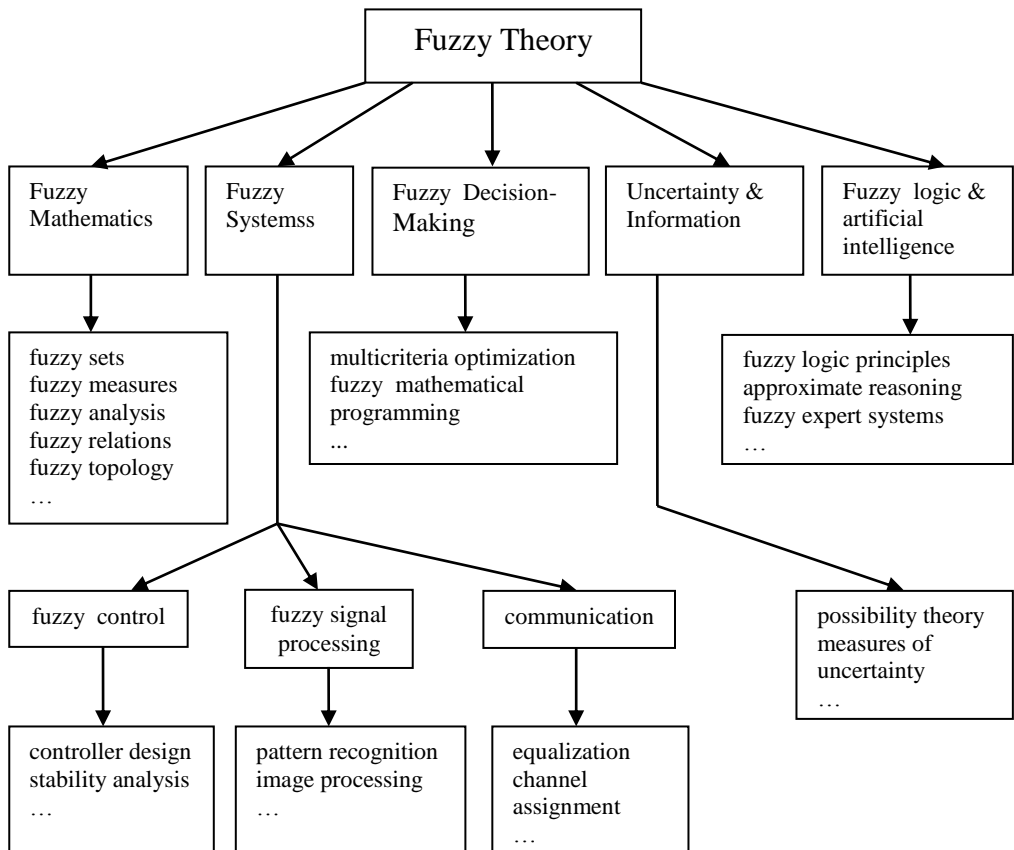 Fuzzy Theory
Fuzzy
Mathematics
Fuzzy
Systemss
Fuzzy Decision-
Making
Uncertainty &
Information
Fuzzy logic &
artificial
intelligence
fuzzy sets
fuzzy measures
fuzzy analysis
fuzzy relations
fuzzy topology
…
multicriteria optimization
fuzzy mathematical
programming
...
fuzzy logic principles
approximate reasoning
fuzzy expert systems
…
fuzzy control
fuzzy signal
processing
communication
possibility theory
measures of
uncertainty
…
controller design
stability analysis
…
pattern recognition
image processing
…
equalization
channel
assignment
…